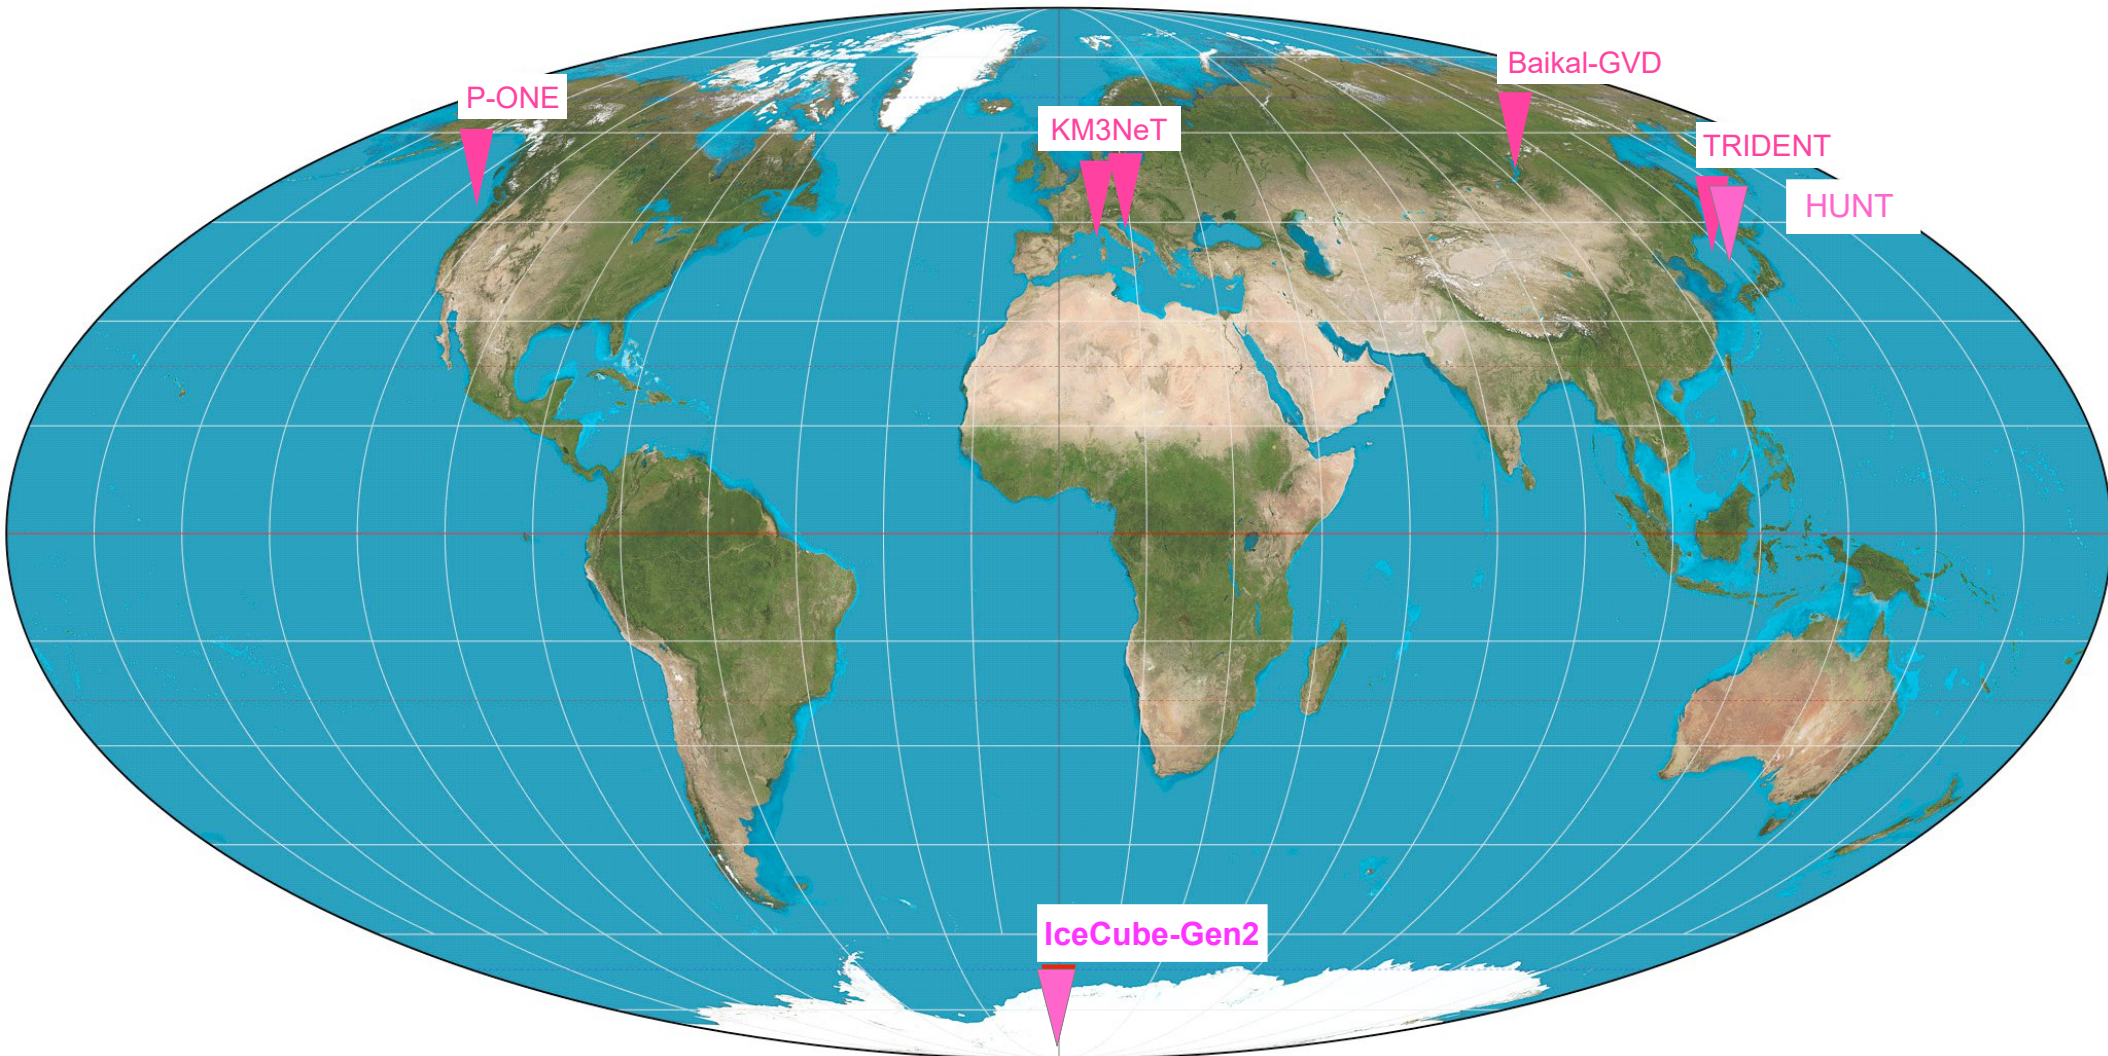 P-ONE
KM3NeT
Baikal-GVD
TRIDENT
HUNT
IceCube-Gen2